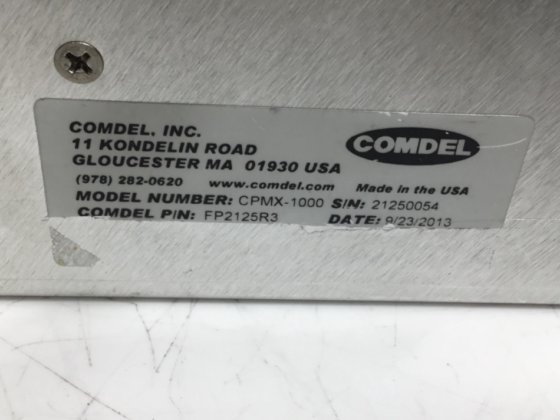 COMDEL, INC.
11 KONDELIN ROAD
GLOUCESTER MA 01930 USA
COMDEL
(978) 282-0620 www.comdel.com Made in the USA
MODEL NUMBER: CPMX-1000 S/N: 21250054
COMDEL P/N: FP2125R3 DATE: 9/23/2013